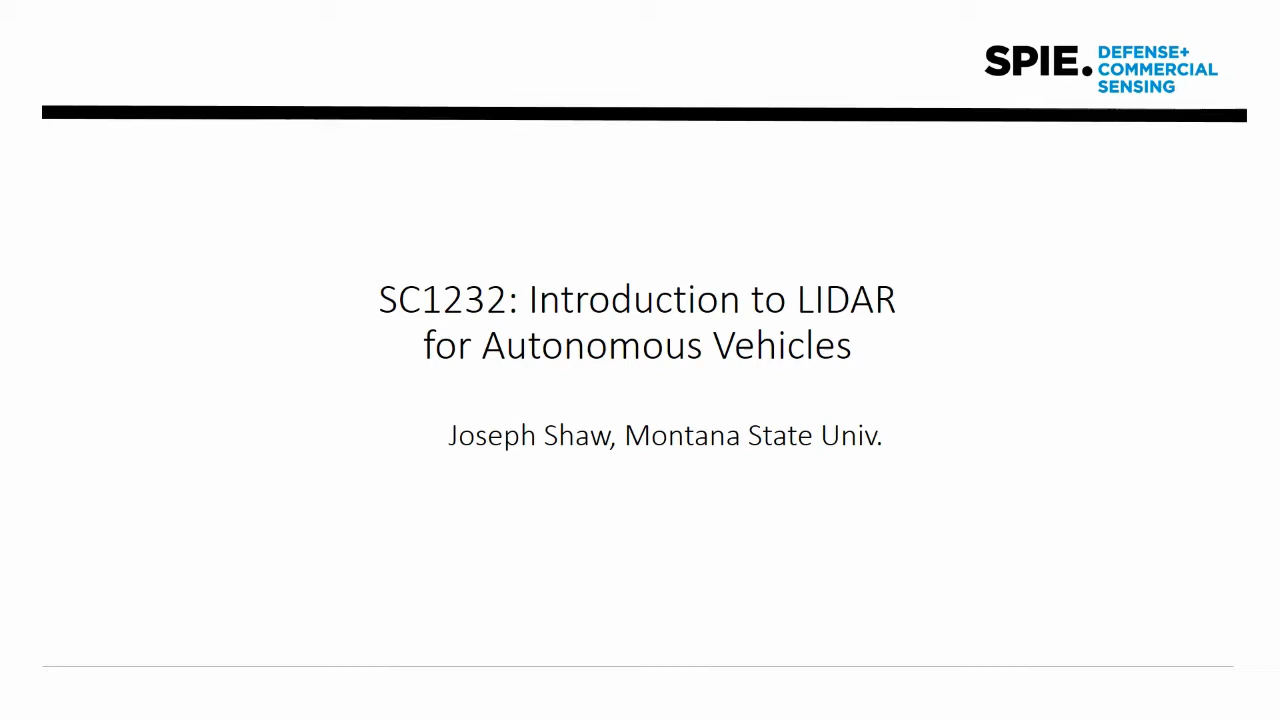 SPIE. DEFENSE+
COMMERCIAL
SENSING
SC1232: Introduction to LIDAR
for Autonomous Vehicles
Joseph Shaw, Montana State Univ.